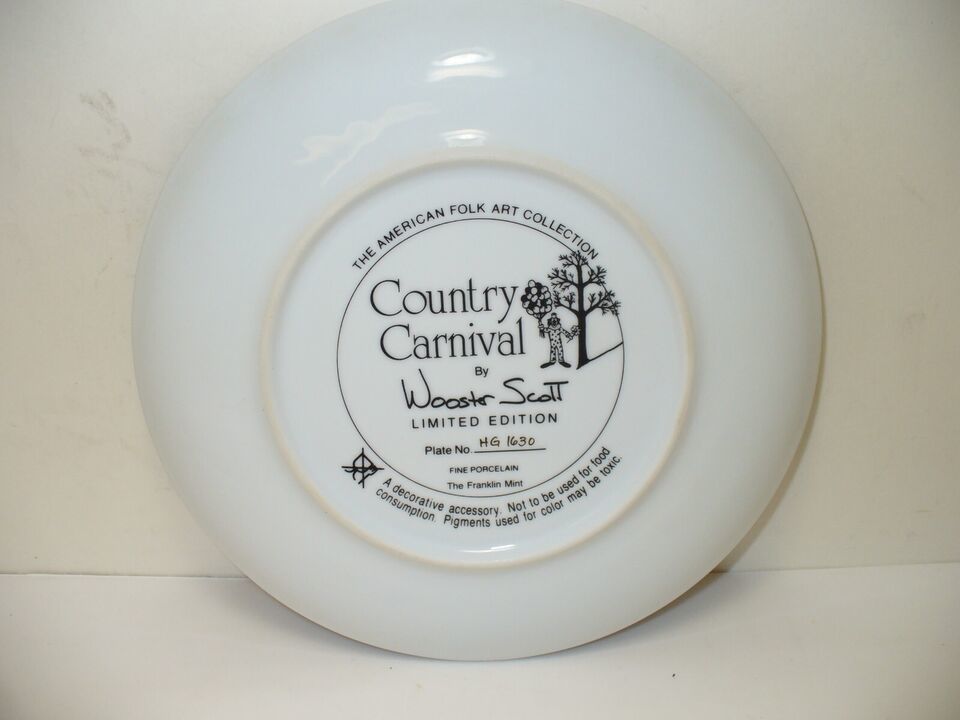 THE AMERICAN FOLK ART COLLECTION
Country
Carnival
By
Wooster Scott
LIMITED EDITION
Plate No. HG 1630
FINE PORCELAIN
The Franklin Mint
A decorative accessory. Not to be used for food
consumption. Pigments used for color may be toxic.